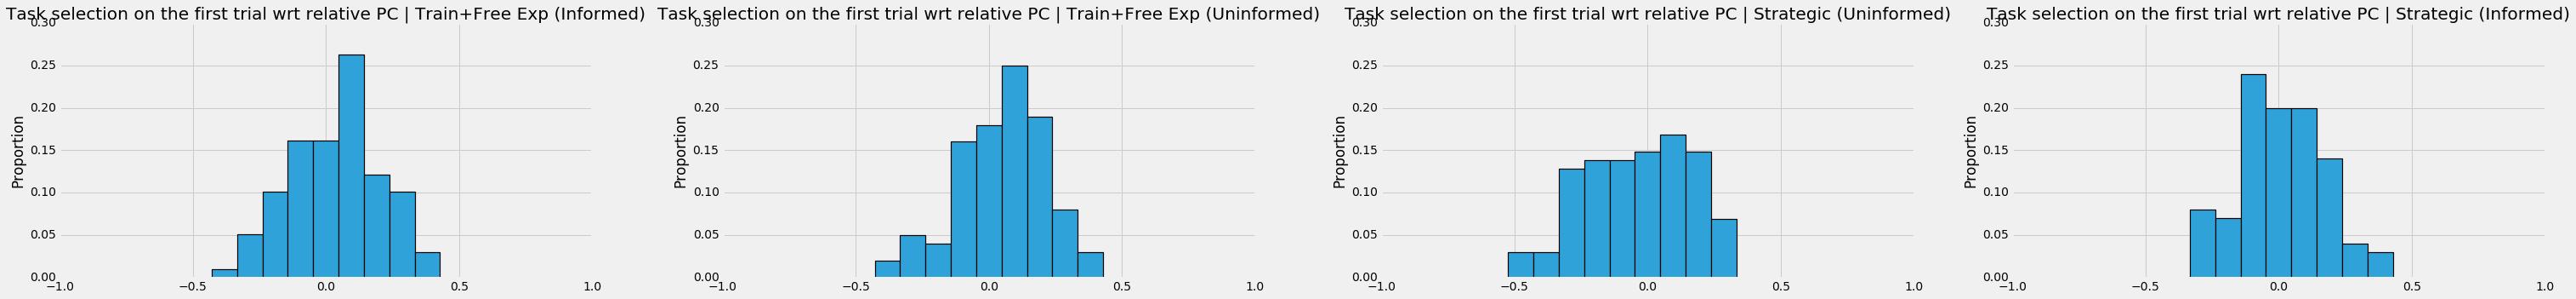 Task selection on the first trial wrt relative PC | Train+Free Exp (Informed)
0.30
0.25
0.20
0.15
0.10
0.05
0.00
Proportion
−1.0 −0.5 0.0 0.5 1.0
Task selection on the first trial wrt relative PC | Train+Free Exp (Uninformed)
0.30
0.25
0.20
0.15
0.10
0.05
0.00
Proportion
−1.0 −0.5 0.0 0.5 1.0
Task selection on the first trial wrt relative PC | Strategic (Uninformed)
0.30
0.25
0.20
0.15
0.10
0.05
0.00
Proportion
−1.0 −0.5 0.0 0.5 1.0
Task selection on the first trial wrt relative PC | Strategic (Informed)
0.30
0.25
0.20
0.15
0.10
0.05
0.00
Proportion
−1.0 −0.5 0.0 0.5 1.0